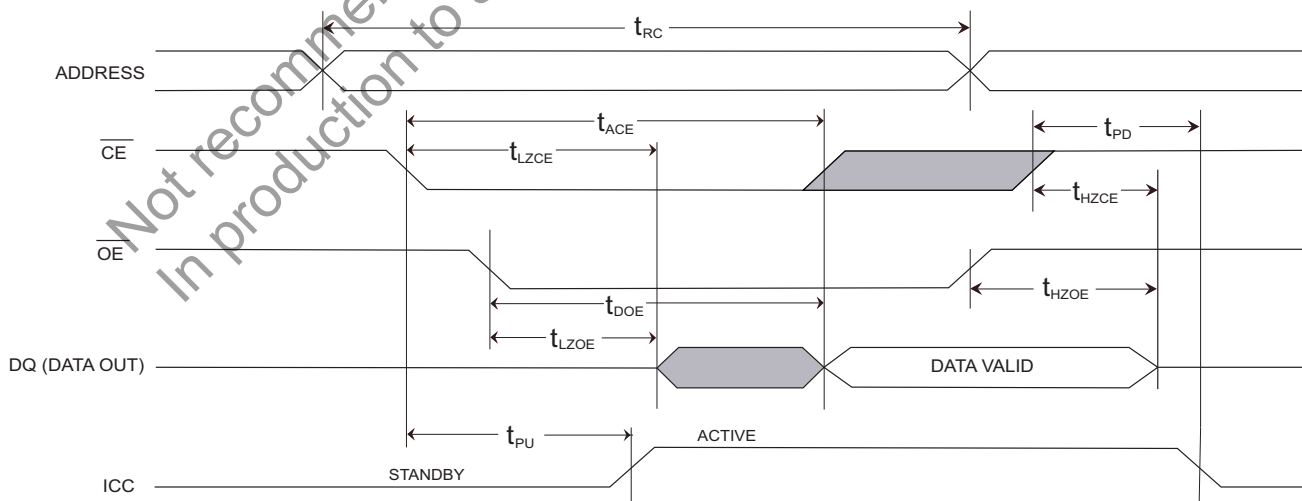 Not recomme
In production to s
tRC
ADDRESS
tACE
tPD
CE
tLZCE
tHZCE
OE
tHZOE
tDOE
tLZOE
DQ (DATA OUT)
DATA VALID
tPU
ACTIVE
STANDBY
ICC